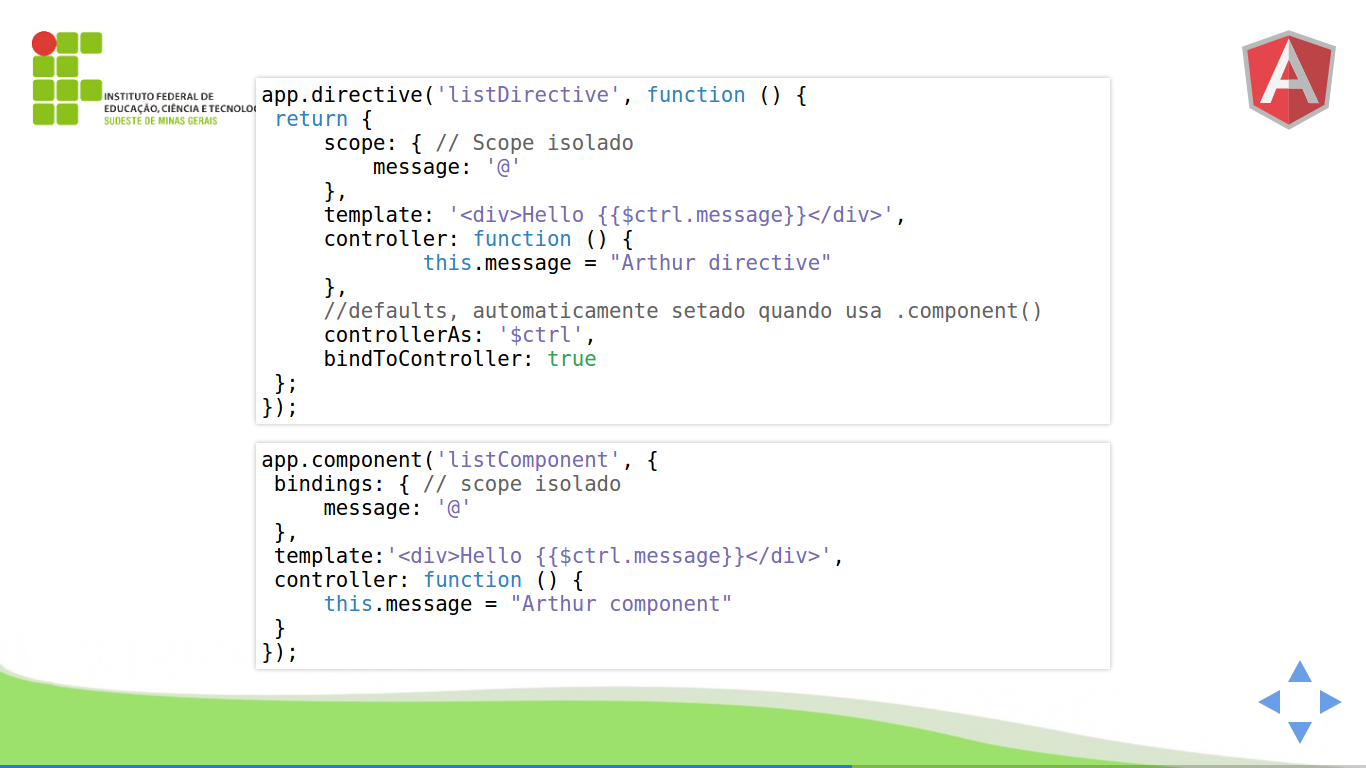 INSTITUTO FEDERAL DE
EDUCAÇÃO, CIÊNCIA E TECNOLO
SUDESTE DE MINAS GERAIS
A
app.directive('listDirective', function () {
 return {
     scope: { // Scope isolado
         message: '@'
     },
     template: '<div>Hello {{$ctrl.message}}</div>',
     controller: function () {
             this.message = "Arthur directive"
     },
     //defaults, automaticamente setado quando usa .component()
     controllerAs: '$ctrl',
     bindToController: true
 };
});
app.component('listComponent', {
 bindings: { // scope isolado
     message: '@'
 },
 template:'<div>Hello {{$ctrl.message}}</div>',
 controller: function () {
     this.message = "Arthur component"
 }
});